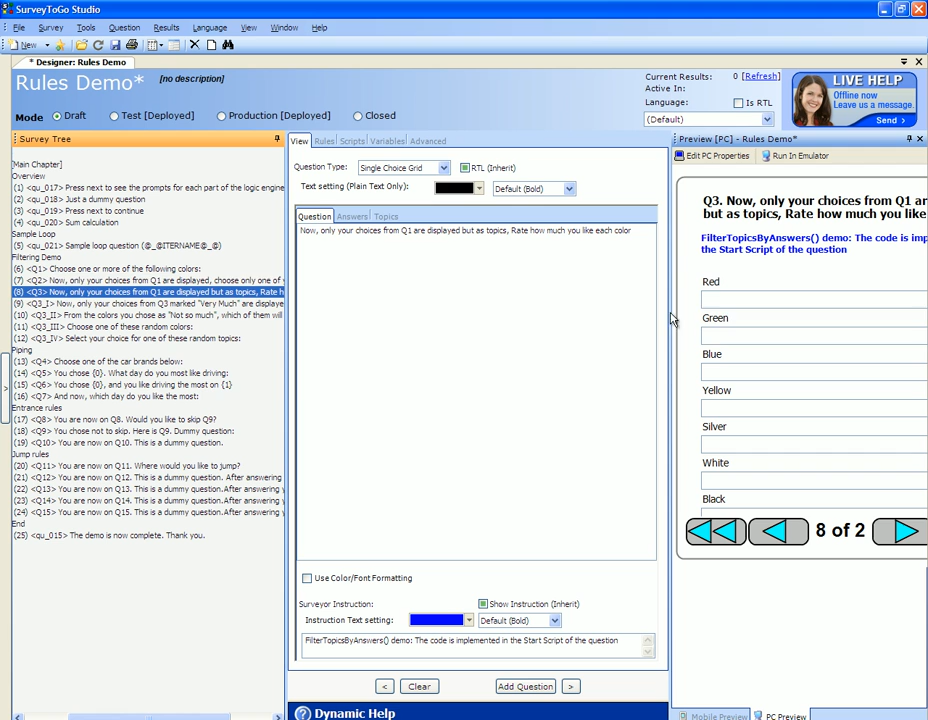 SurveyToGo Studio
File Survey Tools Question Results Language View Window Help
New
* Designer: Rules Demo
Rules Demo* [no description]
Current Results: 0 [Refresh]
Active In:
Language: Is RTL
(Default)
LIVE HELP
Offline now
Leave us a message.
Send >
Mode Draft Test [Deployed] Production [Deployed] Closed
Survey Tree
[Main Chapter]
Overview
(1) <qu_017> Press next to see the prompts for each part of the logic engine
(2) <qu_018> Just a dummy question
(3) <qu_019> Press next to continue
(4) <qu_020> Sum calculation
Sample Loop
(5) <qu_021> Sample loop question (@_@ITERNAME@_@)
Filtering Demo
(6) <Q1> Choose one or more of the following colors:
(7) <Q2> Now, only your choices from Q1 are displayed, choose only one of y
(8) <Q3> Now, only your choices from Q1 are displayed but as topics, Rate h
(9) <Q3_I> Now, only your choices from Q3 marked "Very Much" are displaye
(10) <Q3_II> From the colors you chose as "Not so much", which of them will
(11) <Q3_III> Choose one of these random colors:
(12) <Q3_IV> Select your choice for one of these random topics:
Piping
(13) <Q4> Choose one of the car brands below:
(14) <Q5> You chose {0}. What day do you most like driving:
(15) <Q6> You chose {0}, and you like driving the most on {1}
(16) <Q7> And now, which day do you like the most:
Entrance rules
(17) <Q8> You are now on Q8. Would you like to skip Q9?
(18) <Q9> You chose not to skip. Here is Q9. Dummy question:
(19) <Q10> You are now on Q10. This is a dummy question.
Jump rules
(20) <Q11> You are now on Q11. Where would you like to jump?
(21) <Q12> You are now on Q12. This is a dummy question. After answering
(22) <Q13> You are now on Q13. This is a dummy question.After answering y
(23) <Q14> You are now on Q14. This is a dummy question.After answering y
(24) <Q15> You are now on Q15. This is a dummy question.After answering y
End
(25) <qu_015> The demo is now complete. Thank you.
View Rules Scripts Variables Advanced
Question Type: Single Choice Grid RTL (Inherit)
Text setting (Plain Text Only): Default (Bold)
Question Answers Topics
Now, only your choices from Q1 are displayed but as topics, Rate how much you like each color
Use Color/Font Formatting
Surveyor Instruction: Show Instruction (Inherit)
Instruction Text setting: Default (Bold)
FilterTopicsByAnswers() demo: The code is implemented in the Start Script of the question
< Clear Add Question >
Dynamic Help
Preview [PC] - Rules Demo*
Edit PC Properties Run In Emulator
Q3. Now, only your choices from Q1 ar
but as topics, Rate how much you like
FilterTopicsByAnswers() demo: The code is imp
the Start Script of the question
Red
Green
Blue
Yellow
Silver
White
Black
8 of 2
Mobile Preview PC Preview